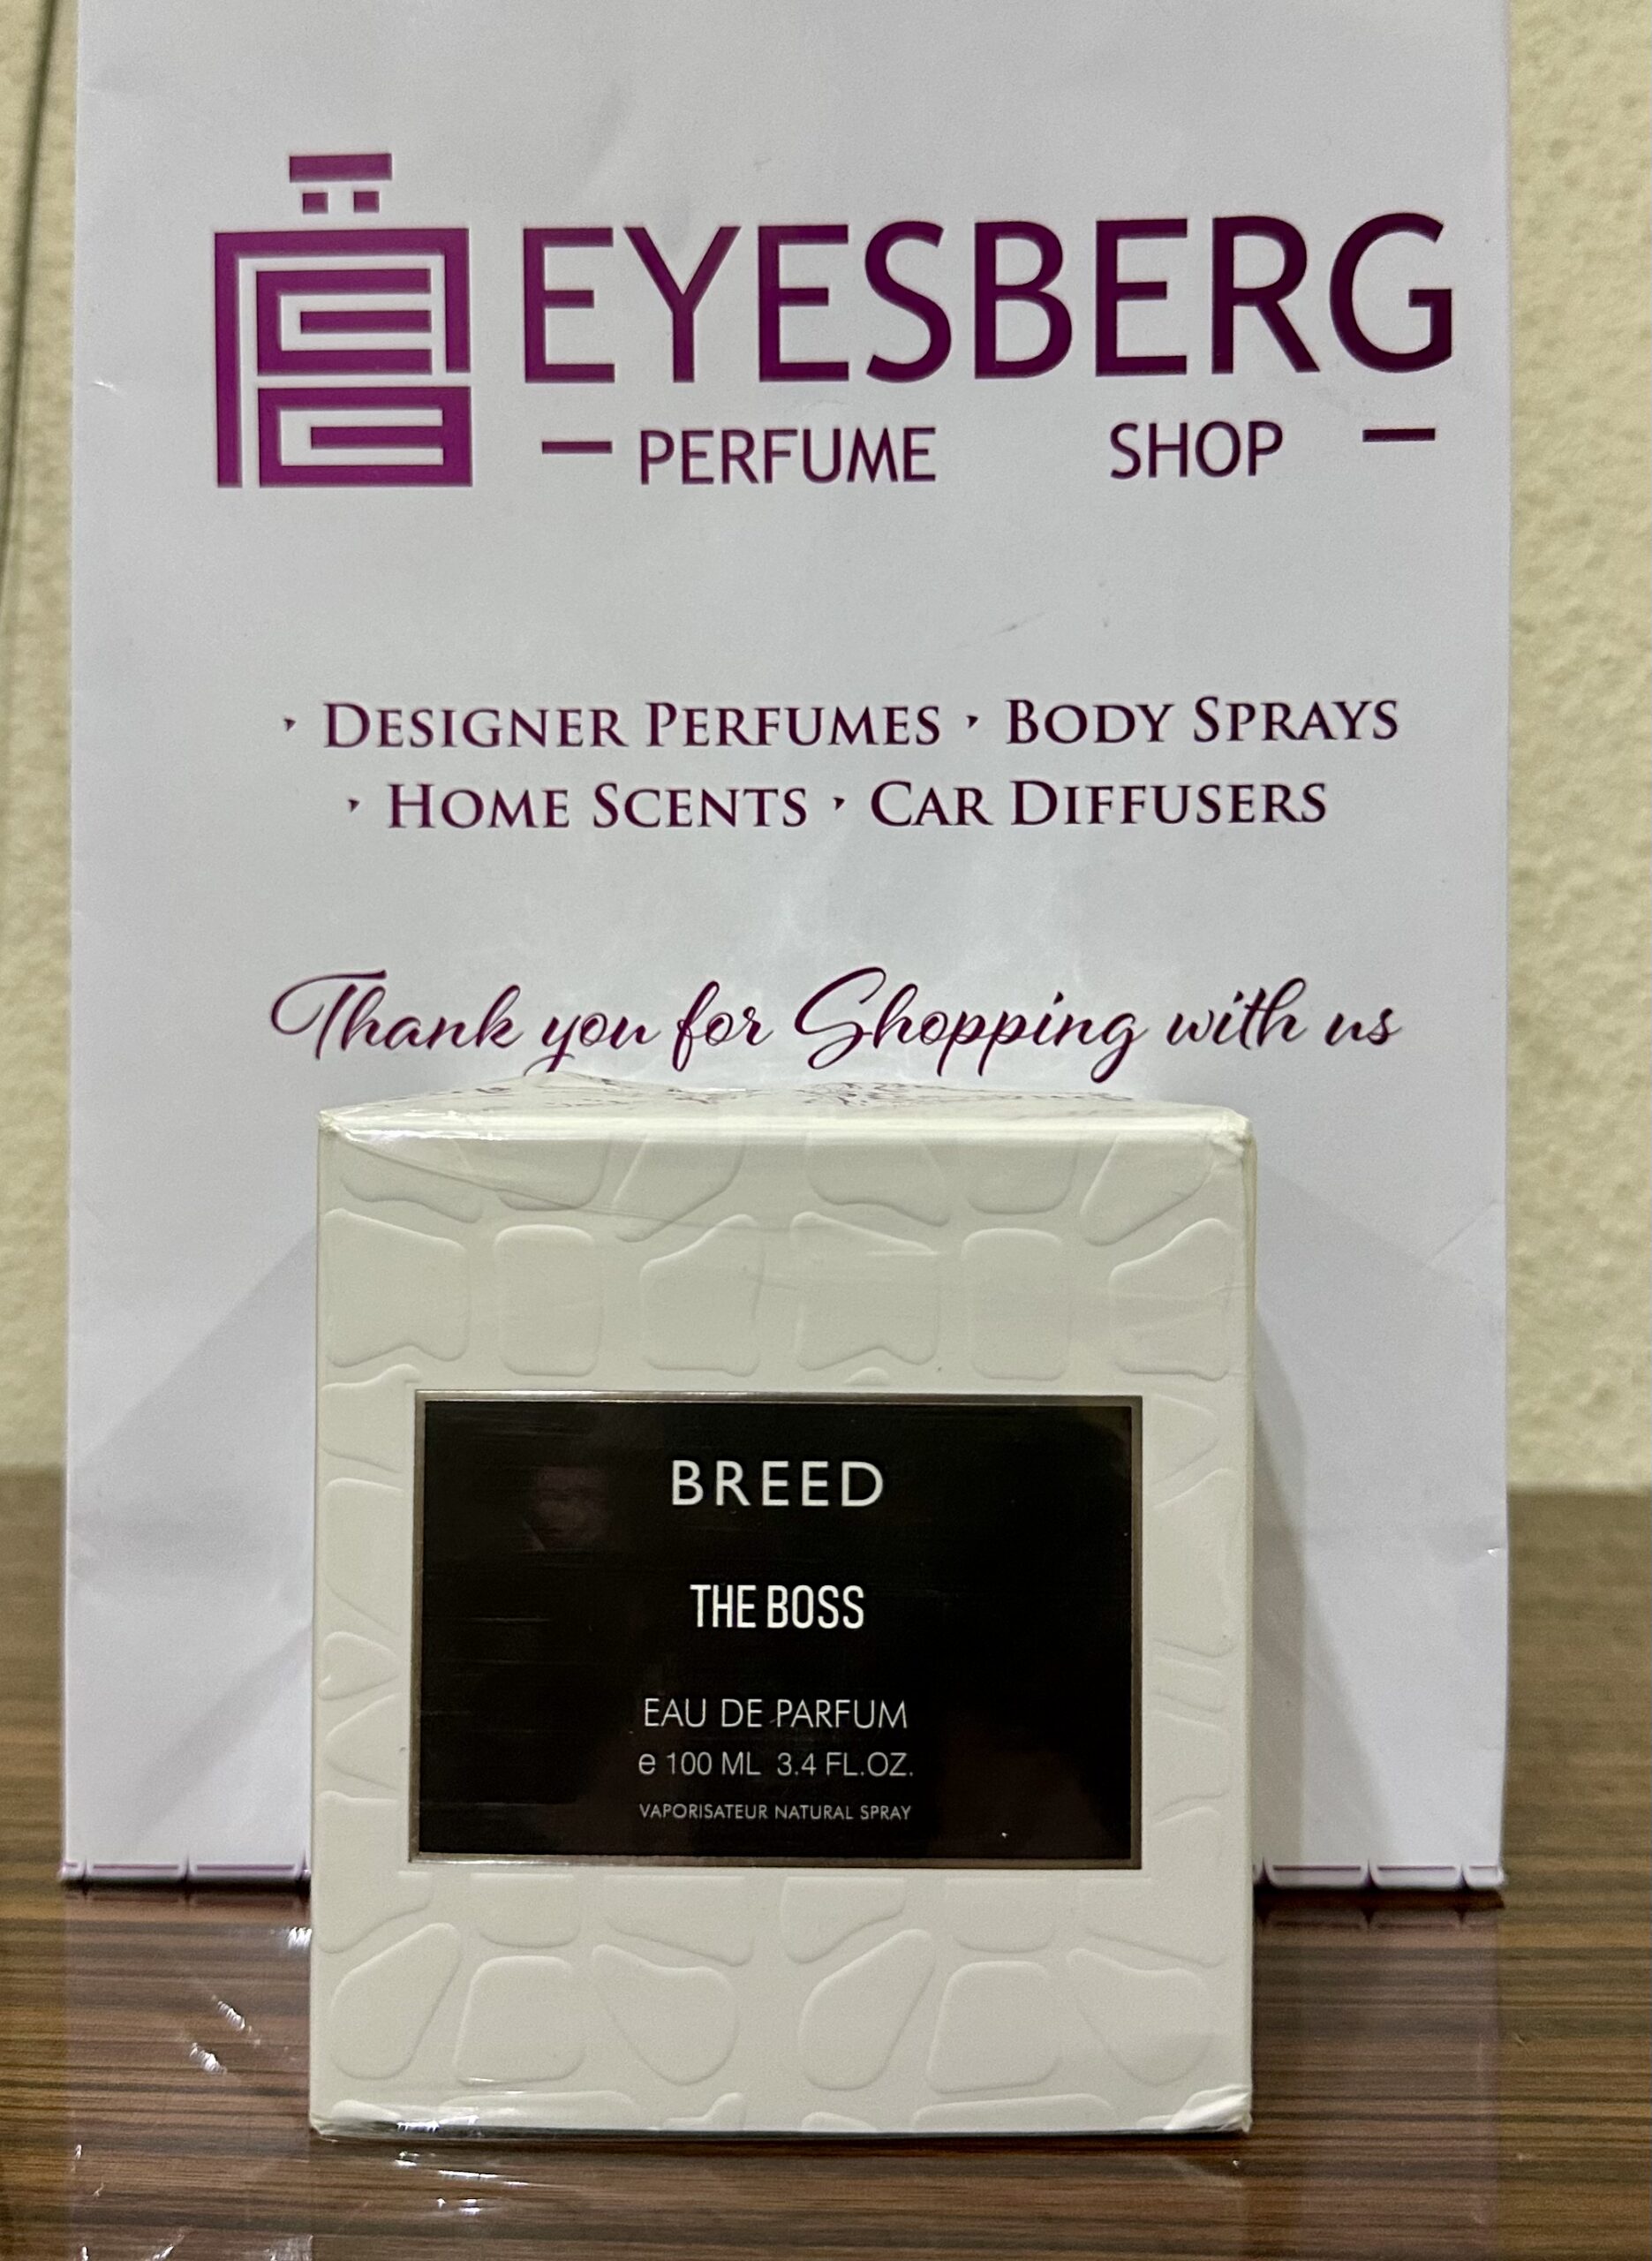 EYESBERG
PERFUME SHOP
DESIGNER PERFUMES BODY SPRAYS
HOME SCENTS CAR DIFFUSERS
Thank you for Shopping with us
BREED
THE BOSS
EAU DE PARFUM
e 100 ML 3.4 FL.OZ.
VAPORISATEUR NATURAL SPRAY